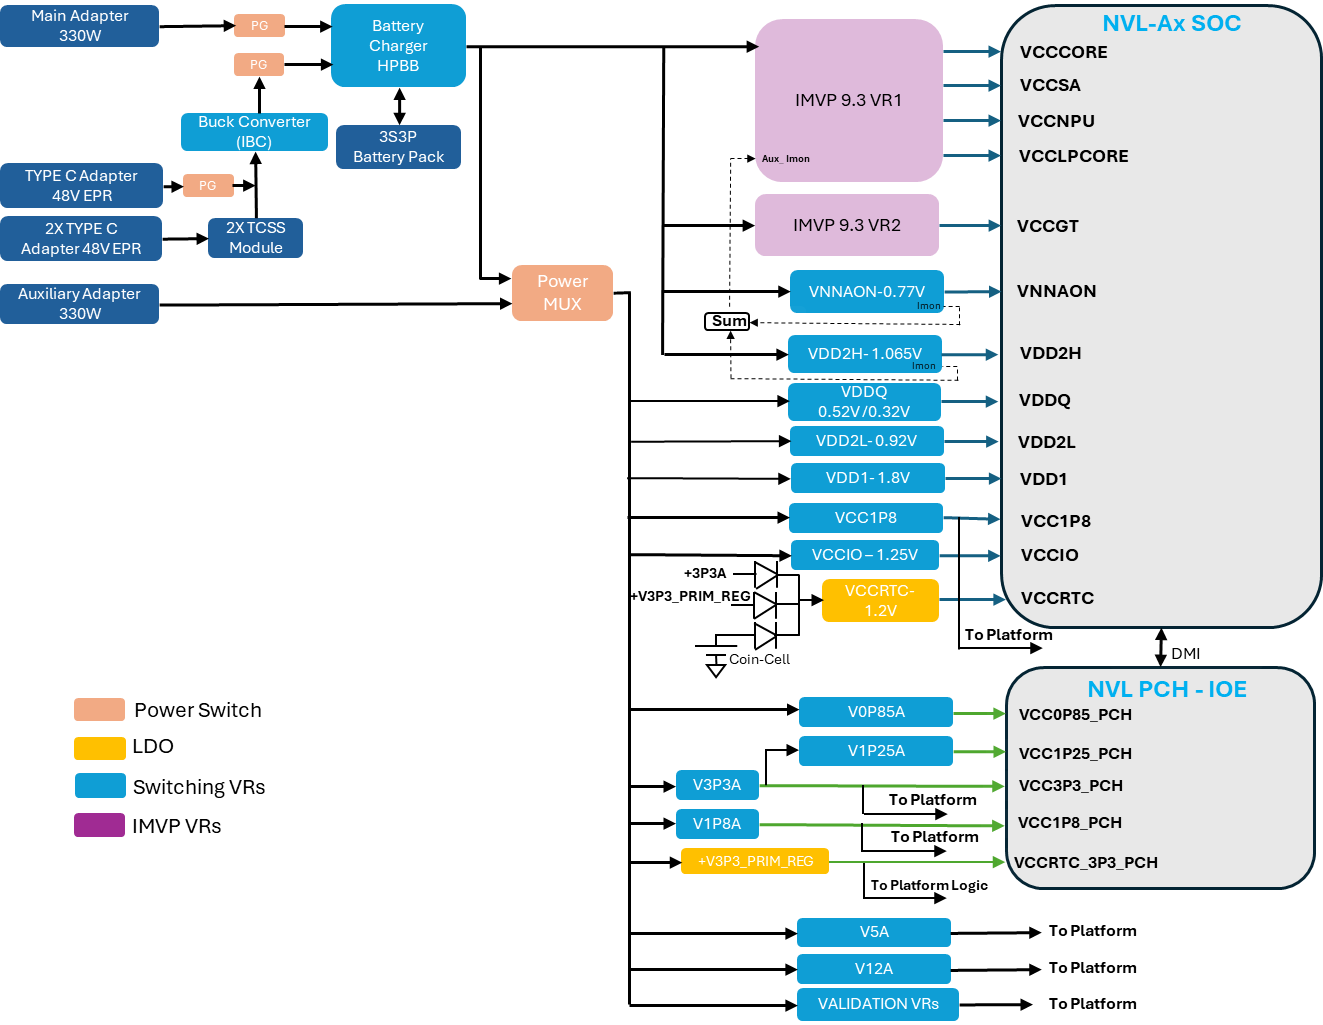 Main Adapter
330W
PG
PG
Battery
Charger
HPBB
Buck Converter
(IBC)
3S3P
Battery Pack
TYPE C Adapter
48V EPR
PG
2X TYPE C
Adapter 48V EPR
2X TCSS
Module
Auxiliary Adapter
330W
Power
MUX
IMVP 9.3 VR1
Aux_ Imon
IMVP 9.3 VR2
VNNAON-0.77V
Imon
Sum
VDD2H- 1.065V
Imon
VDDQ
0.52V/0.32V
VDD2L- 0.92V
VDD1- 1.8V
VCC1P8
VCCIO – 1.25V
+3P3A
+V3P3_PRIM_REG
Coin-Cell
VCCRTC-
1.2V
To Platform
NVL-Ax SOC
VCCCORE
VCCSA
VCCNPU
VCCLPCORE
VCCGT
VNNAON
VDD2H
VDDQ
VDD2L
VDD1
VCC1P8
VCCIO
VCCRTC
DMI
NVL PCH - IOE
VCC0P85_PCH
VCC1P25_PCH
VCC3P3_PCH
VCC1P8_PCH
VCCRTC_3P3_PCH
V0P85A
V1P25A
V3P3A
To Platform
V1P8A
To Platform
+V3P3_PRIM_REG
To Platform Logic
V5A
To Platform
V12A
To Platform
VALIDATION VRs
To Platform
Power Switch
LDO
Switching VRs
IMVP VRs